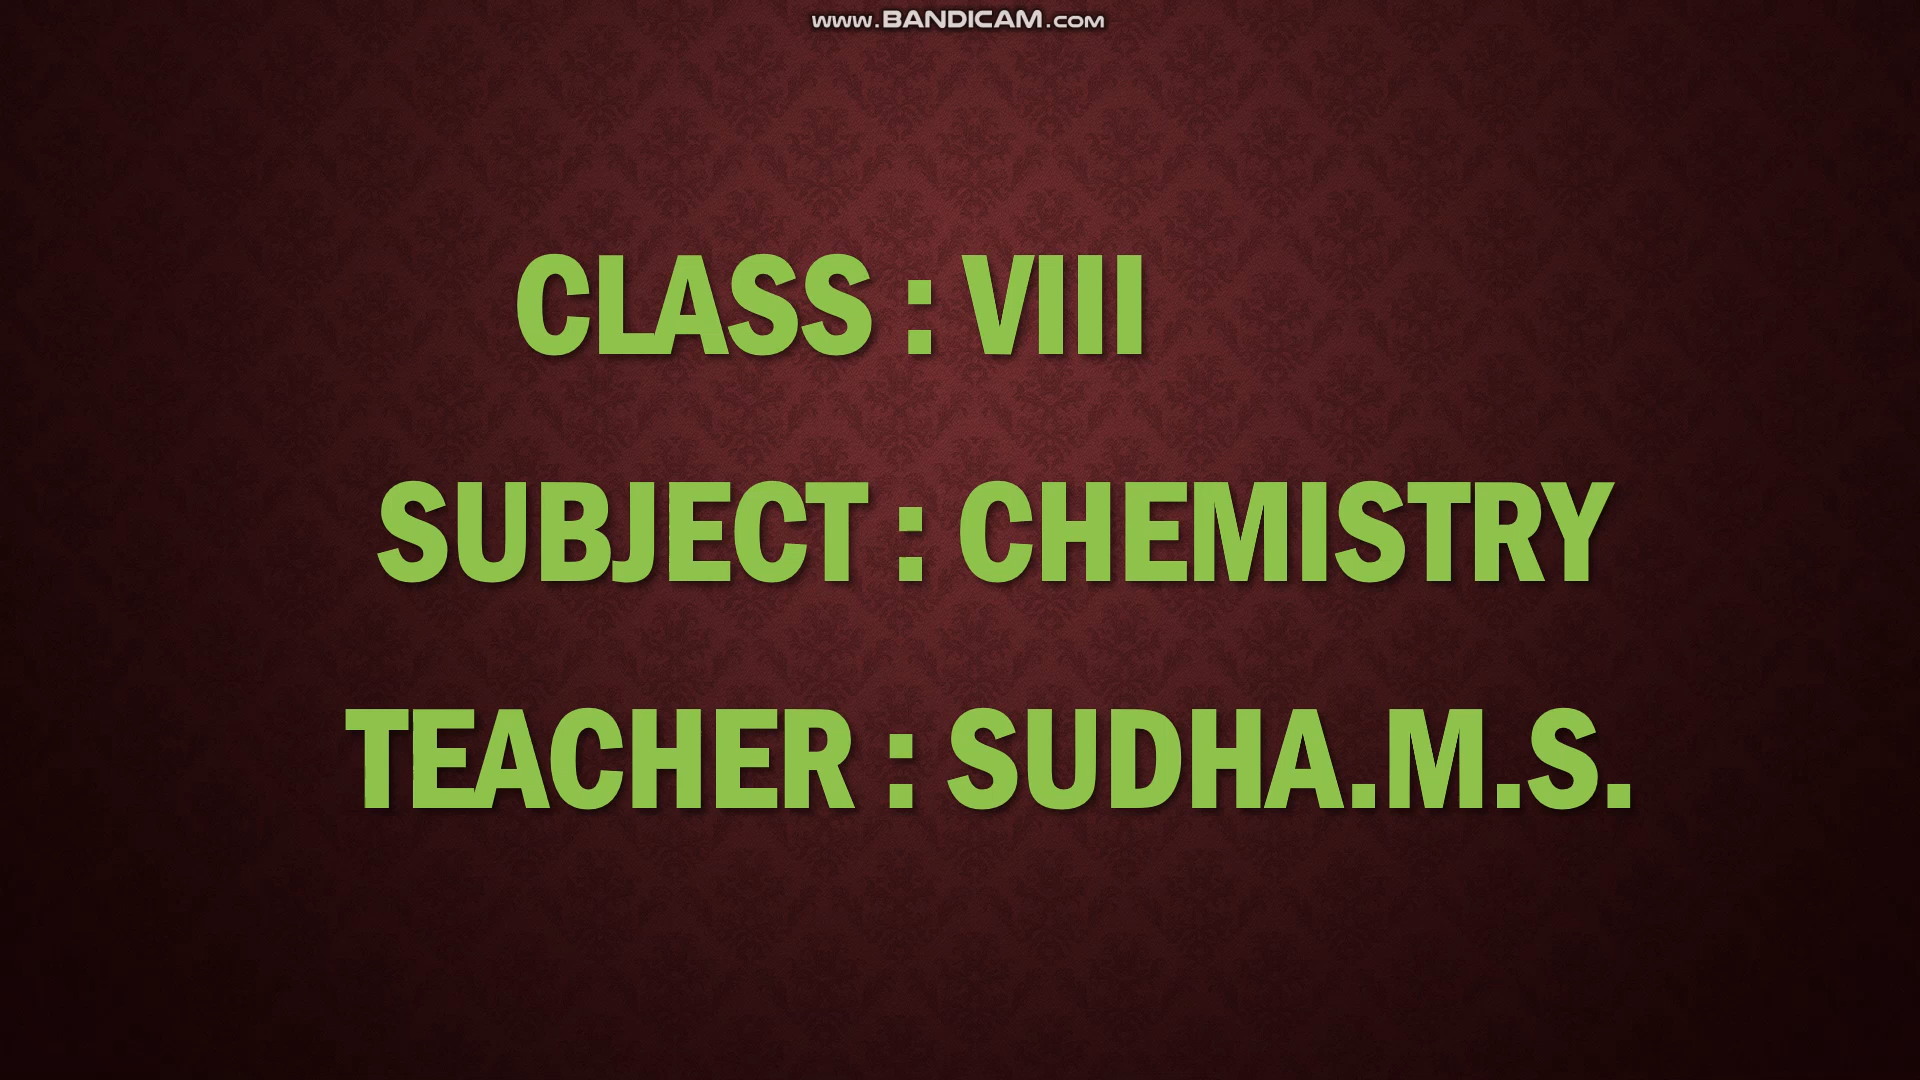 www.BANDICAM.com
CLASS : VIII
SUBJECT : CHEMISTRY
TEACHER : SUDHA.M.S.